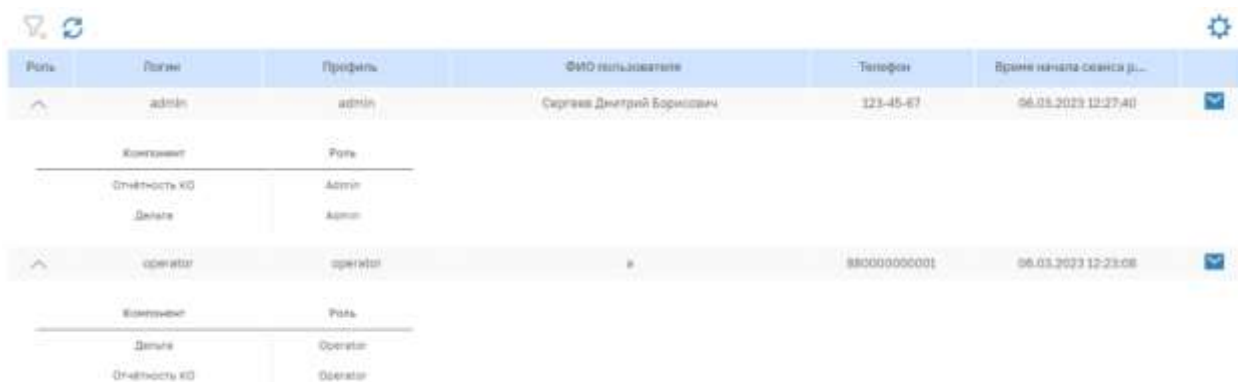 Роль Логин Профиль ФИО пользователя Телефон Время начала сеанса р...
admin admin Сергеев Дмитрий Борисович 123-45-67 06.03.2023 12:27:40
Компонент Роль
Отчётность КО Admin
Дельта Admin
operator operator а 880000000001 06.03.2023 12:23:08
Компонент Роль
Дельта Operator
Отчётность КО Operator